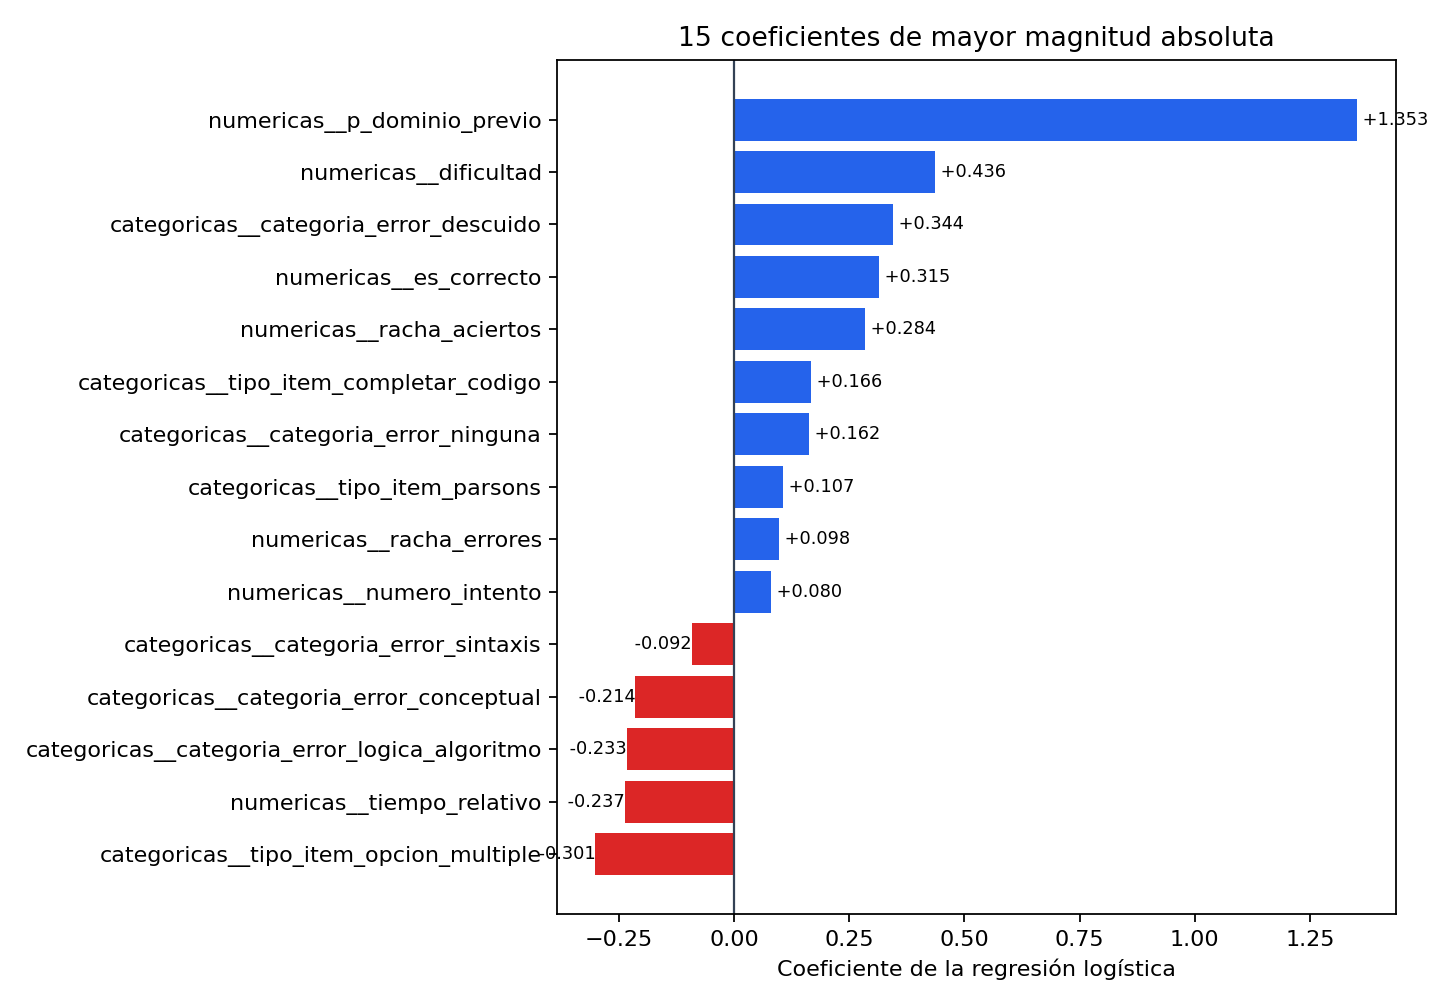 15 coeficientes de mayor magnitud absoluta
numericas__p_dominio_previo +1.353
numericas__dificultad +0.436
categoricas__categoria_error_descuido +0.344
numericas__es_correcto +0.315
numericas__racha_aciertos +0.284
categoricas__tipo_item_completar_codigo +0.166
categoricas__categoria_error_ninguna +0.162
categoricas__tipo_item_parsons +0.107
numericas__racha_errores +0.098
numericas__numero_intento +0.080
categoricas__categoria_error_sintaxis -0.092
categoricas__categoria_error_conceptual -0.214
categoricas__categoria_error_logica_algoritmo -0.233
numericas__tiempo_relativo -0.237
categoricas__tipo_item_opcion_multiple -0.301
−0.25 0.00 0.25 0.50 0.75 1.00 1.25
Coeficiente de la regresión logística